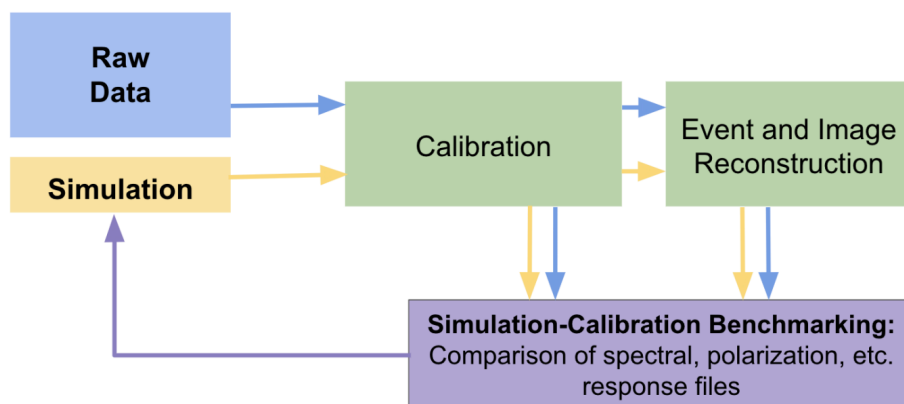 Raw
Data
Simulation
Calibration
Event and Image
Reconstruction
Simulation-Calibration Benchmarking:
Comparison of spectral, polarization, etc.
response files